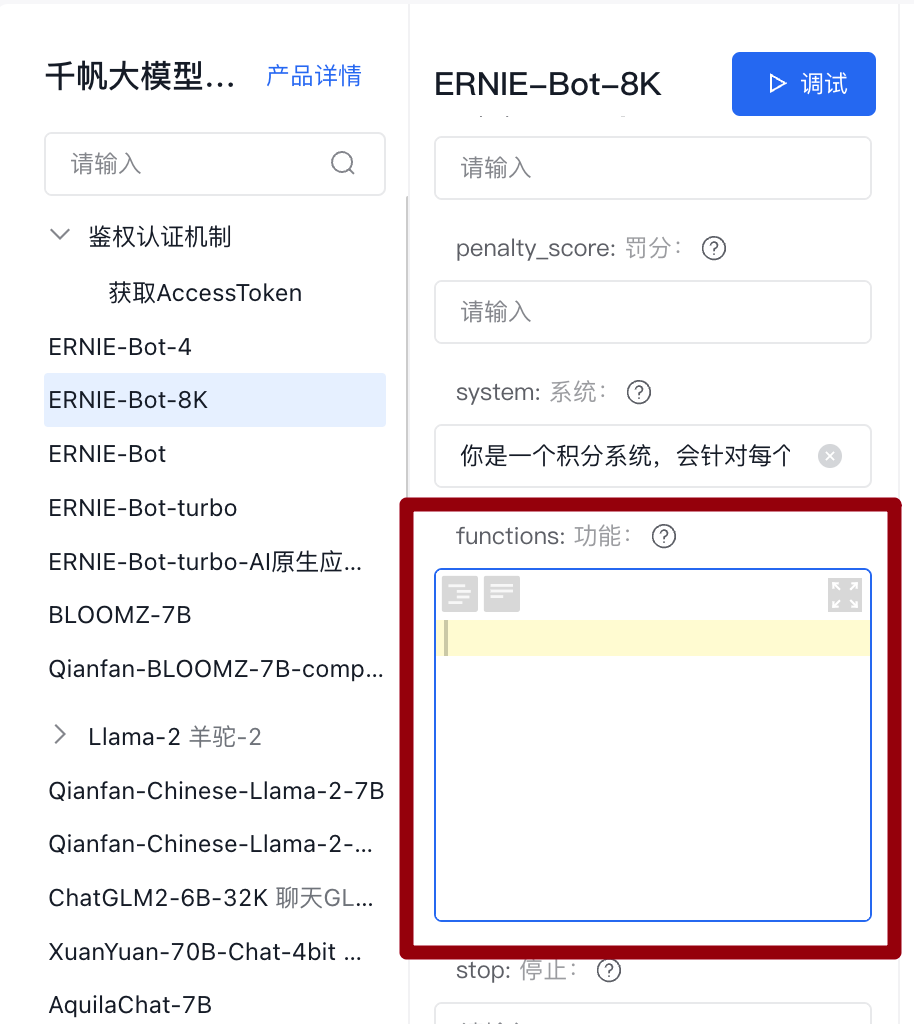 千帆大模型... 产品详情
请输入
鉴权认证机制
获取AccessToken
ERNIE-Bot-4
ERNIE-Bot-8K
ERNIE-Bot
ERNIE-Bot-turbo
ERNIE-Bot-turbo-AI原生应...
BLOOMZ-7B
Qianfan-BLOOMZ-7B-comp...
Llama-2 羊驼-2
Qianfan-Chinese-Llama-2-7B
Qianfan-Chinese-Llama-2-...
ChatGLM2-6B-32K 聊天GL...
XuanYuan-70B-Chat-4bit ...
AquilaChat-7B
ERNIE-Bot-8K
调试
请输入
penalty_score: 罚分：
请输入
system: 系统：
你是一个积分系统，会针对每个
functions: 功能：
stop: 停止：